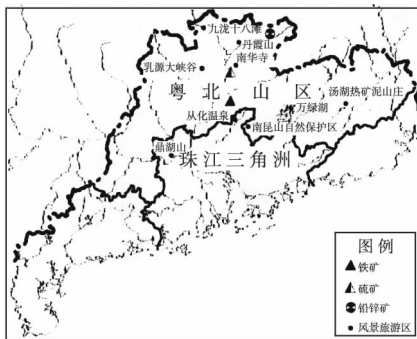 九泷十八滩
丹霞山
南华寺
乳源大峡谷
汤湖热矿泥山庄
粤北山区
万绿湖
从化温泉
南昆山自然保护区
鼎湖山
珠江三角洲
图例
铁矿
硫矿
铅锌矿
风景旅游区